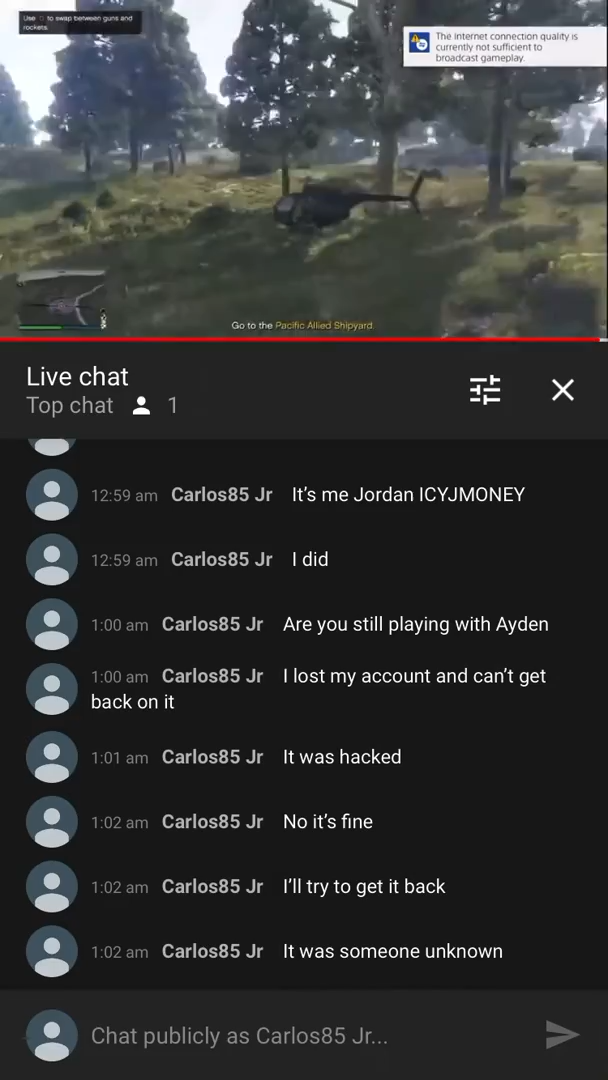 Use to swap between guns and
rockets.
The internet connection quality is
currently not sufficient to
broadcast gameplay.
Go to the Pacific Allied Shipyard.
Live chat
Top chat 1
12:59 am Carlos85 Jr It’s me Jordan ICYJMONEY
12:59 am Carlos85 Jr I did
1:00 am Carlos85 Jr Are you still playing with Ayden
1:00 am Carlos85 Jr I lost my account and can’t get
back on it
1:01 am Carlos85 Jr It was hacked
1:02 am Carlos85 Jr No it’s fine
1:02 am Carlos85 Jr I’ll try to get it back
1:02 am Carlos85 Jr It was someone unknown
Chat publicly as Carlos85 Jr...